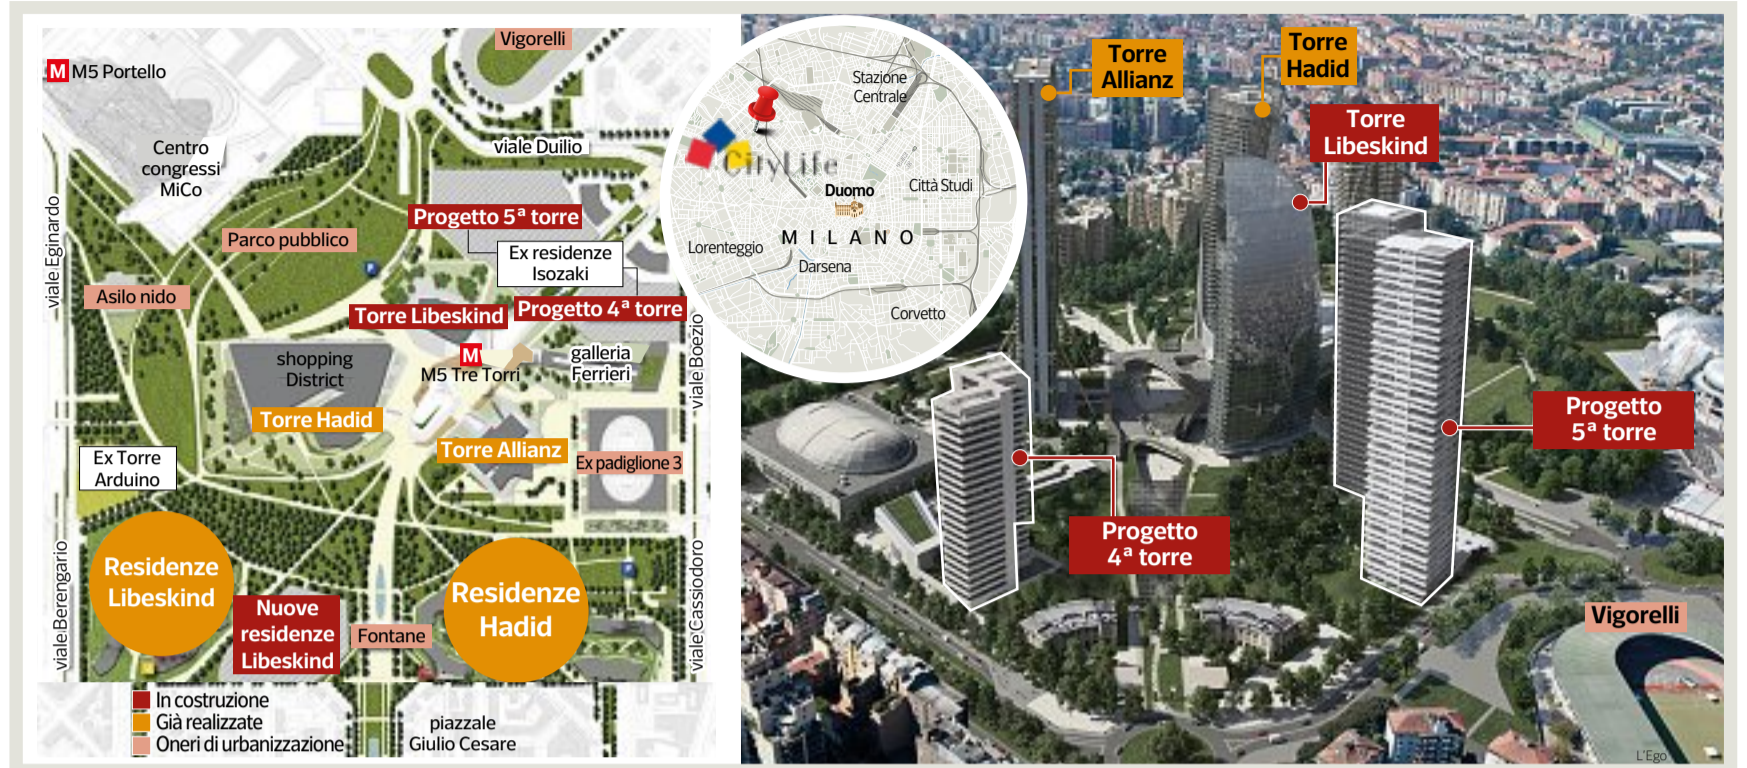 Vigorelli
M M5 Portello
Centro
congressi
MiCo
viale Duilio
viale Eginardo
Progetto 5ª torre
Parco pubblico
Ex residenze
Isozaki
Asilo nido
Torre Libeskind
Progetto 4ª torre
viale Boezio
shopping
District
M
M5 Tre Torri
galleria
Ferrieri
Torre Hadid
Torre Allianz
Ex padiglione 3
Ex Torre
Arduino
Residenze
Libeskind
Residenze
Hadid
viale Berengario
viale Cassiodoro
Nuove
residenze
Libeskind
Fontane
In costruzione
Già realizzate
Oneri di urbanizzazione
piazzale
Giulio Cesare
Stazione
Centrale
CityLife
Duomo
Città Studi
MILANO
Lorenteggio
Darsena
Corvetto
Torre
Allianz
Torre
Hadid
Torre
Libeskind
Progetto
5ª torre
Progetto
4ª torre
Vigorelli
L'Ego